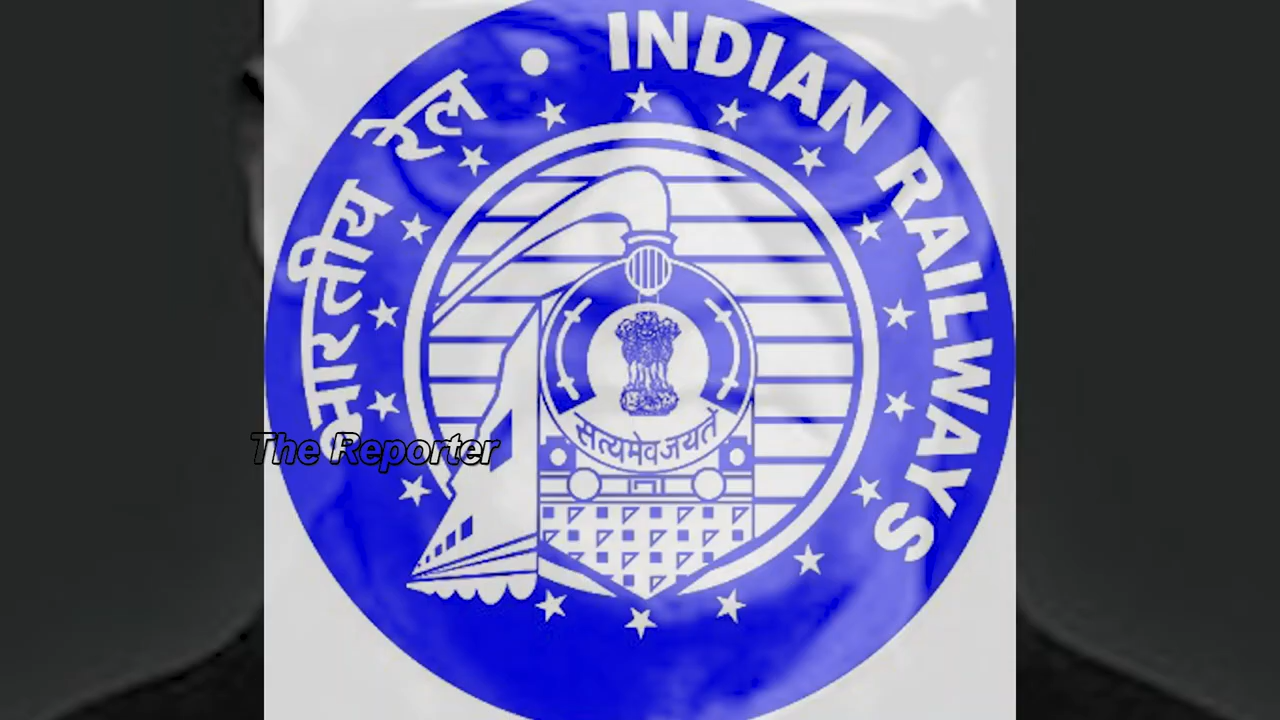 भारतीय रेल • INDIAN RAILWAYS
सत्यमेव जयते
The Reporter